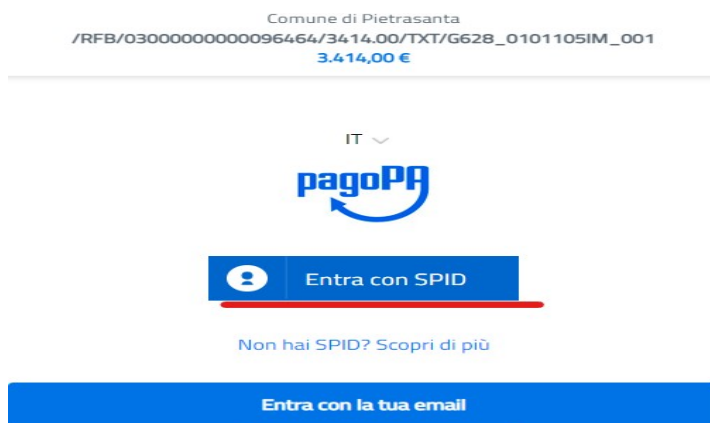 Comune di Pietrasanta
/RFB/03000000000096464/3414.00/TXT/G628_0101105IM_001
3.414,00 €
IT
pagoPA
Entra con SPID
Non hai SPID? Scopri di più
Entra con la tua email